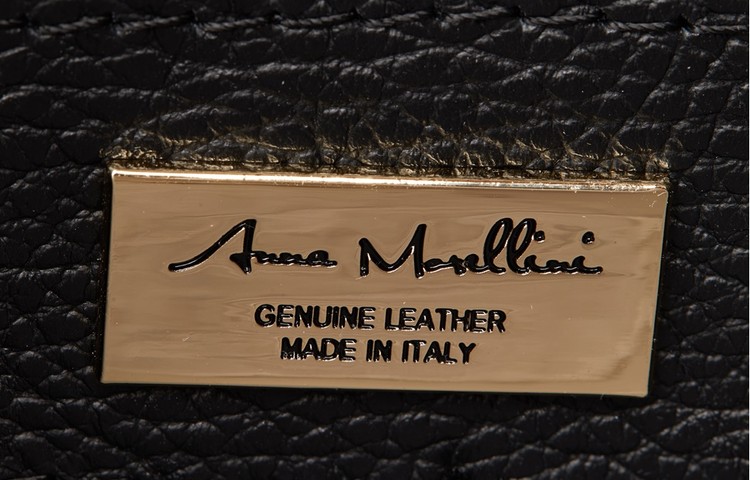 Anna Morellini
GENUINE LEATHER
MADE IN ITALY